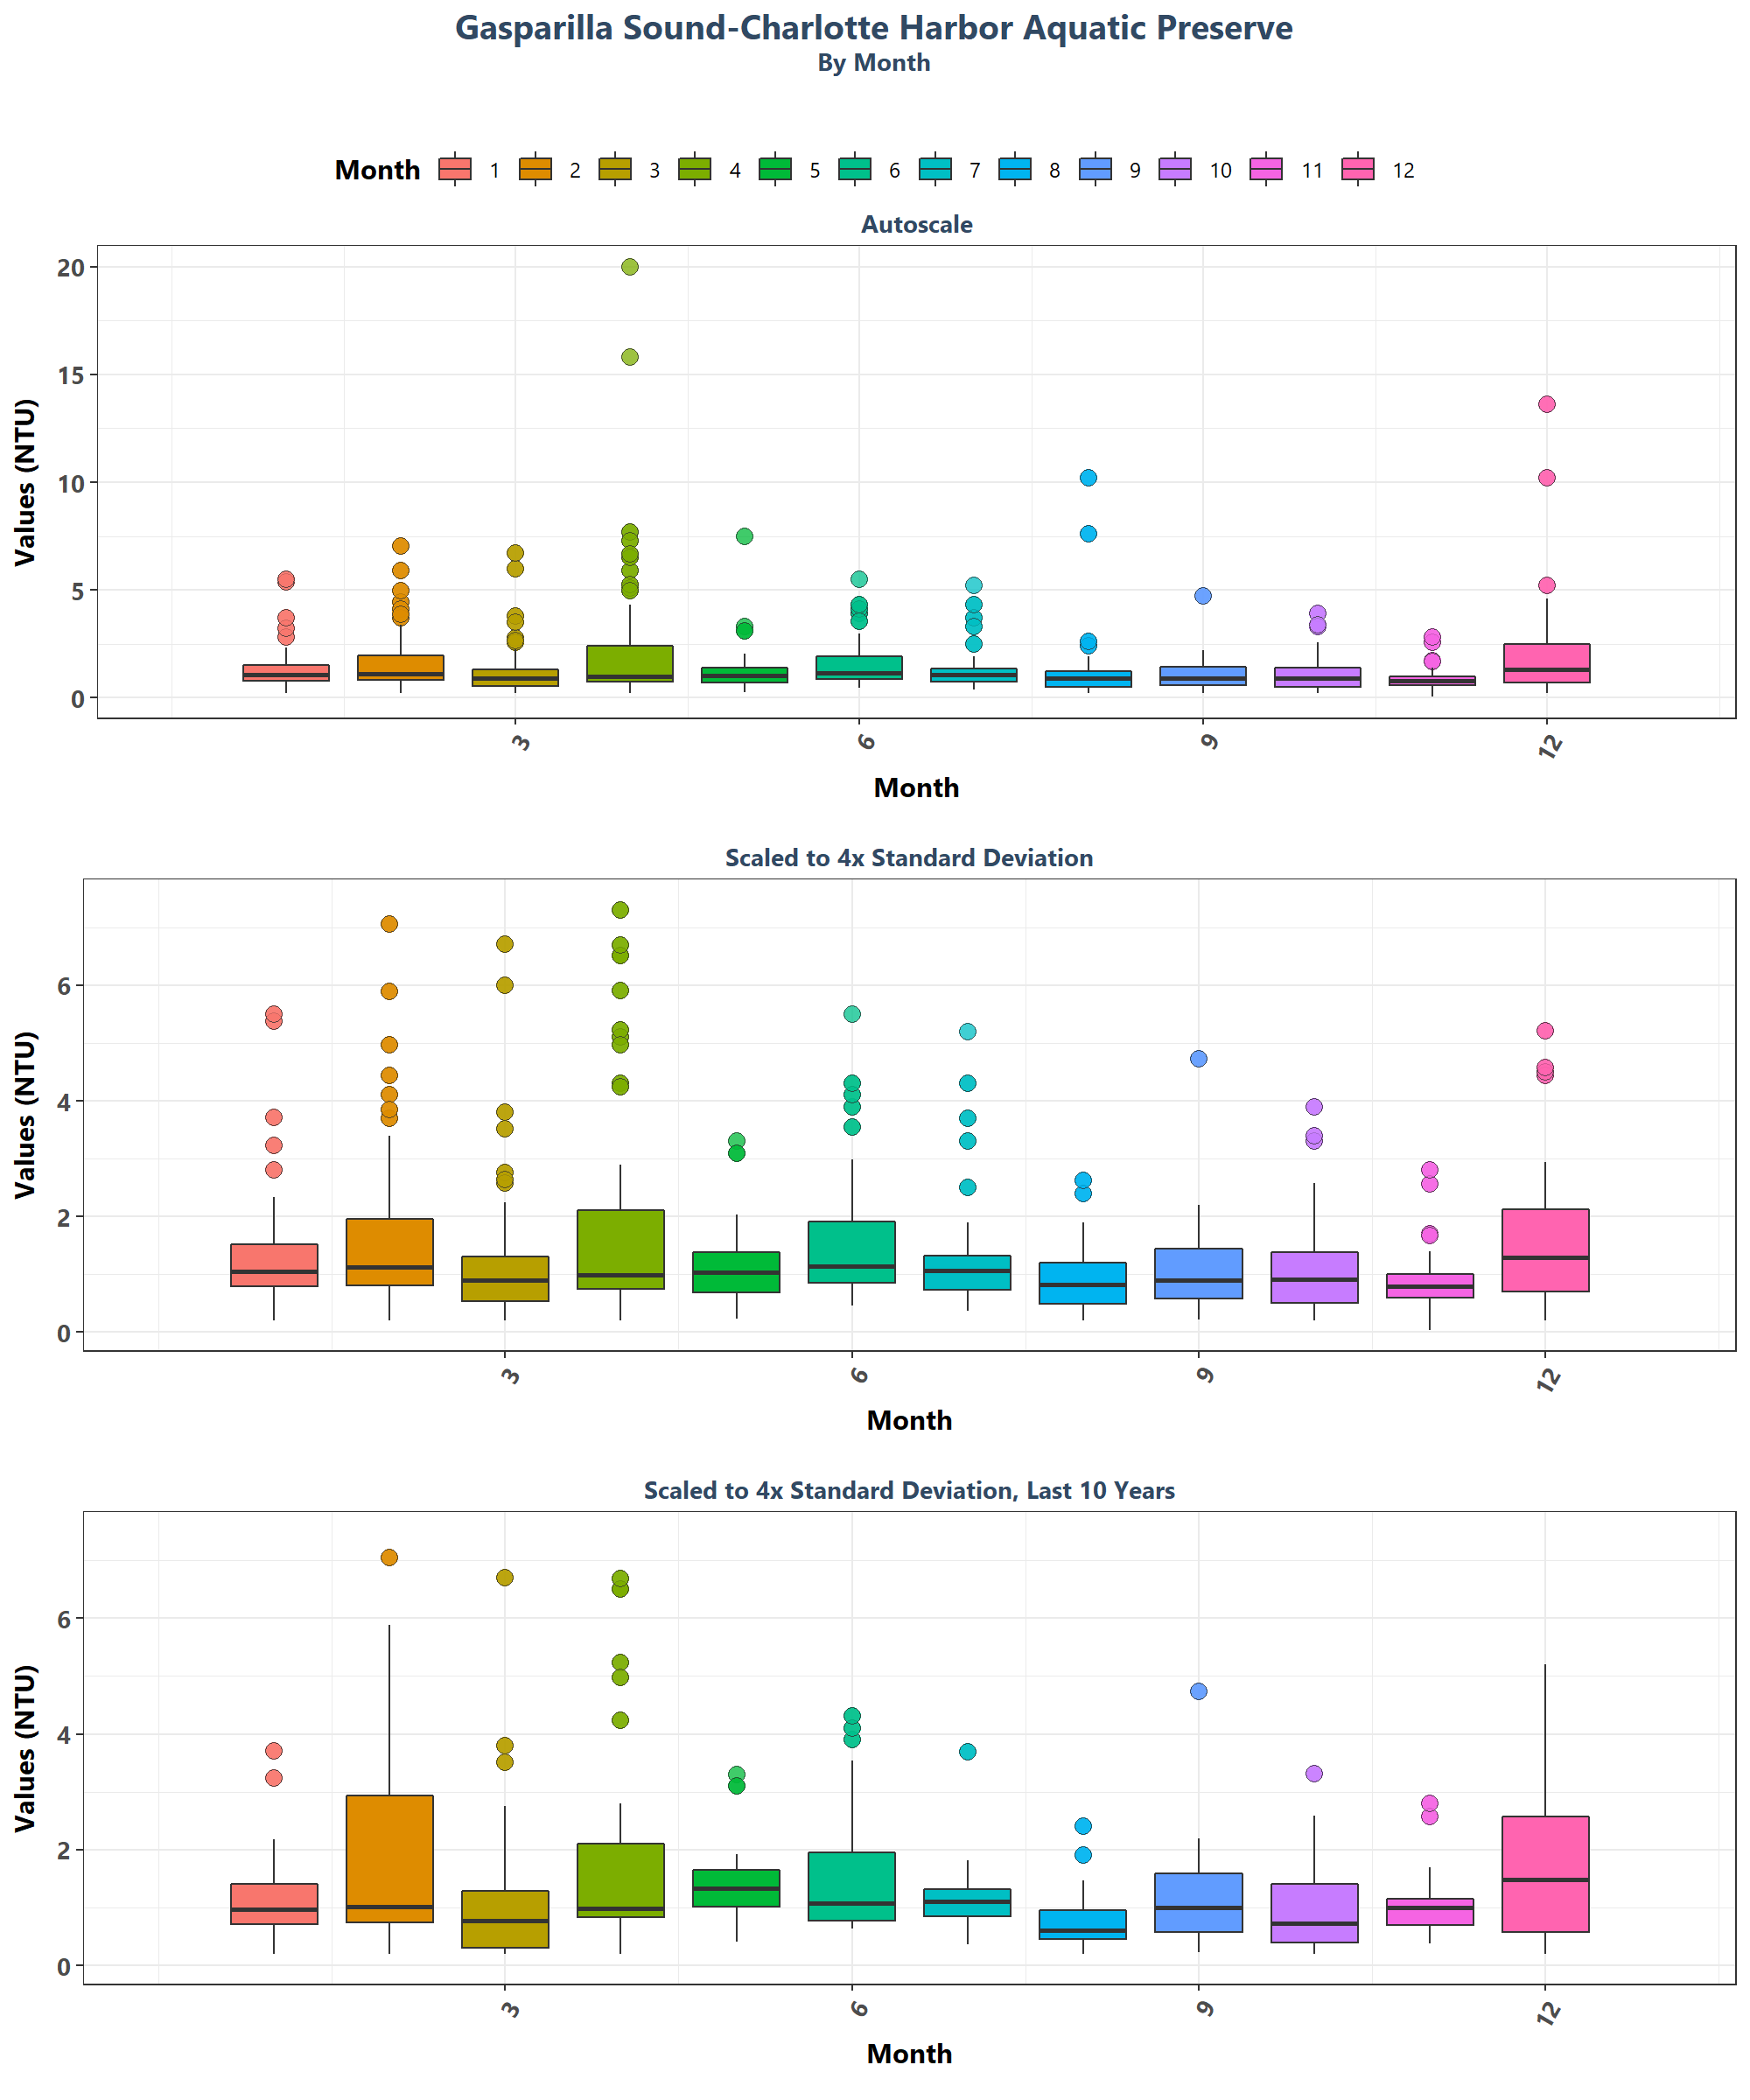 Gasparilla Sound-Charlotte Harbor Aquatic Preserve
By Month
Month 1 2 3 4 5 6 7 8 9 10 11 12
Autoscale
Values (NTU)
20
15
10
5
0
3 6 9 12
Month
Scaled to 4x Standard Deviation
Values (NTU)
6
4
2
0
3 6 9 12
Month
Scaled to 4x Standard Deviation, Last 10 Years
Values (NTU)
6
4
2
0
3 6 9 12
Month